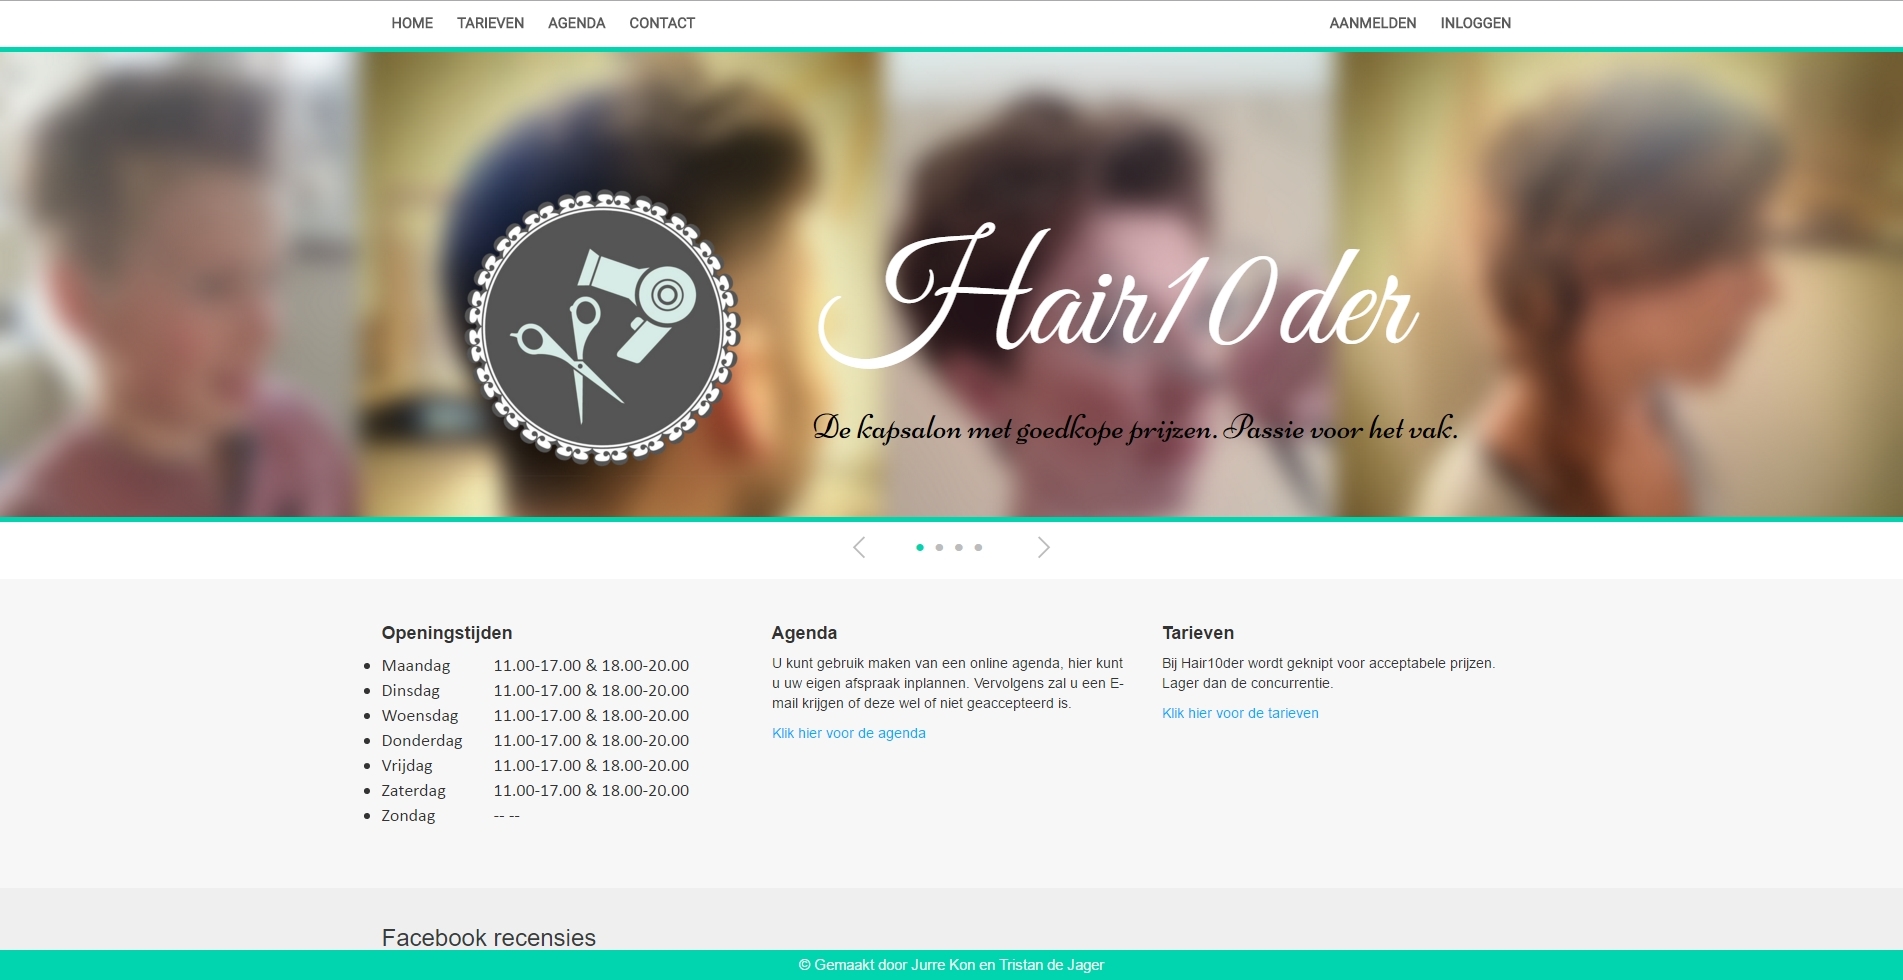 HOME TARIEVEN AGENDA CONTACT AANMELDEN INLOGGEN
Hair10der
De kapsalon met goedkope prijzen. Passie voor het vak.
Openingstijden
Maandag 11.00-17.00 & 18.00-20.00
Dinsdag 11.00-17.00 & 18.00-20.00
Woensdag 11.00-17.00 & 18.00-20.00
Donderdag 11.00-17.00 & 18.00-20.00
Vrijdag 11.00-17.00 & 18.00-20.00
Zaterdag 11.00-17.00 & 18.00-20.00
Zondag -- --
Agenda
U kunt gebruik maken van een online agenda, hier kunt
u uw eigen afspraak inplannen. Vervolgens zal u een E-
mail krijgen of deze wel of niet geaccepteerd is.
Klik hier voor de agenda
Tarieven
Bij Hair10der wordt geknipt voor acceptabele prijzen.
Lager dan de concurrentie.
Klik hier voor de tarieven
Facebook recensies
© Gemaakt door Jurre Kon en Tristan de Jager